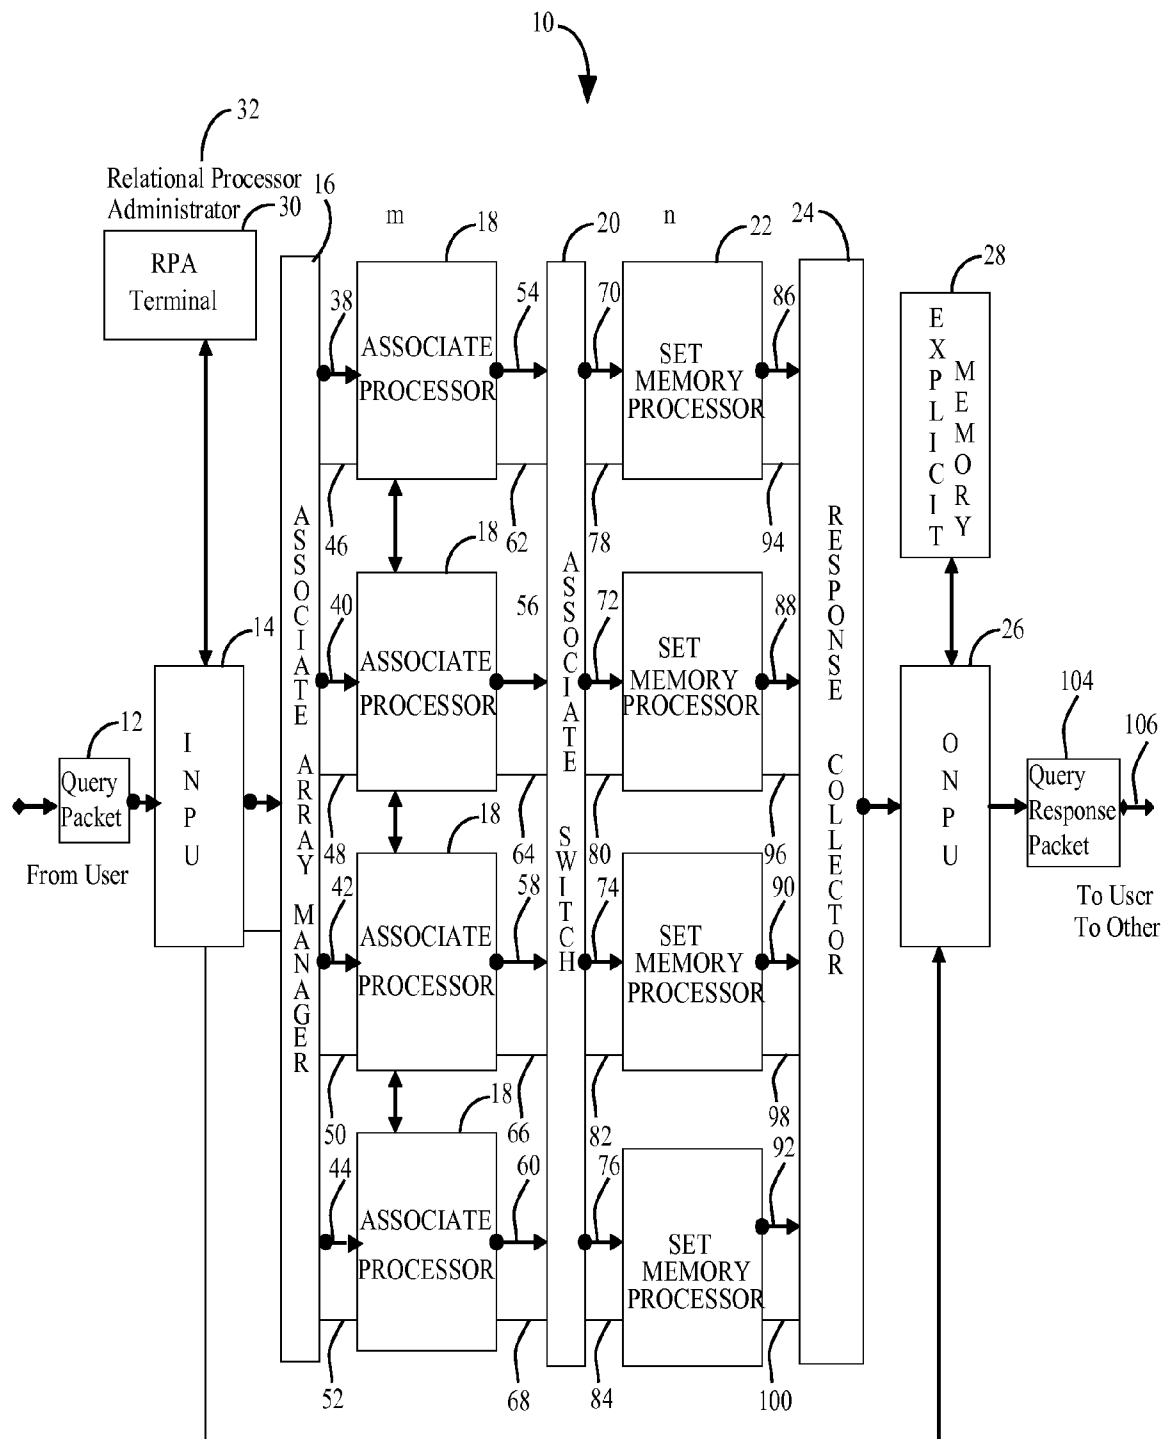 10
32
Relational Processor
Administrator
16
30
RPA
Terminal
m
18
20
n
22
24
28
EXPLICIT
MEMORY
38
ASSOCIATE
PROCESSOR
54
70
SET
MEMORY
PROCESSOR
86
46
62
78
94
ASSOCIATE ARRAY MANAGER
ASSOCIATE SWITCH
RESPONSE COLLECTOR
18
40
ASSOCIATE
PROCESSOR
56
72
SET
MEMORY
PROCESSOR
88
14
INPU
12
Query
Packet
From User
26
ONPU
104
Query
Response
Packet
106
To User
To Other
48
64
80
96
18
42
ASSOCIATE
PROCESSOR
58
74
SET
MEMORY
PROCESSOR
90
50
66
82
98
18
44
ASSOCIATE
PROCESSOR
60
76
SET
MEMORY
PROCESSOR
92
52
68
84
100